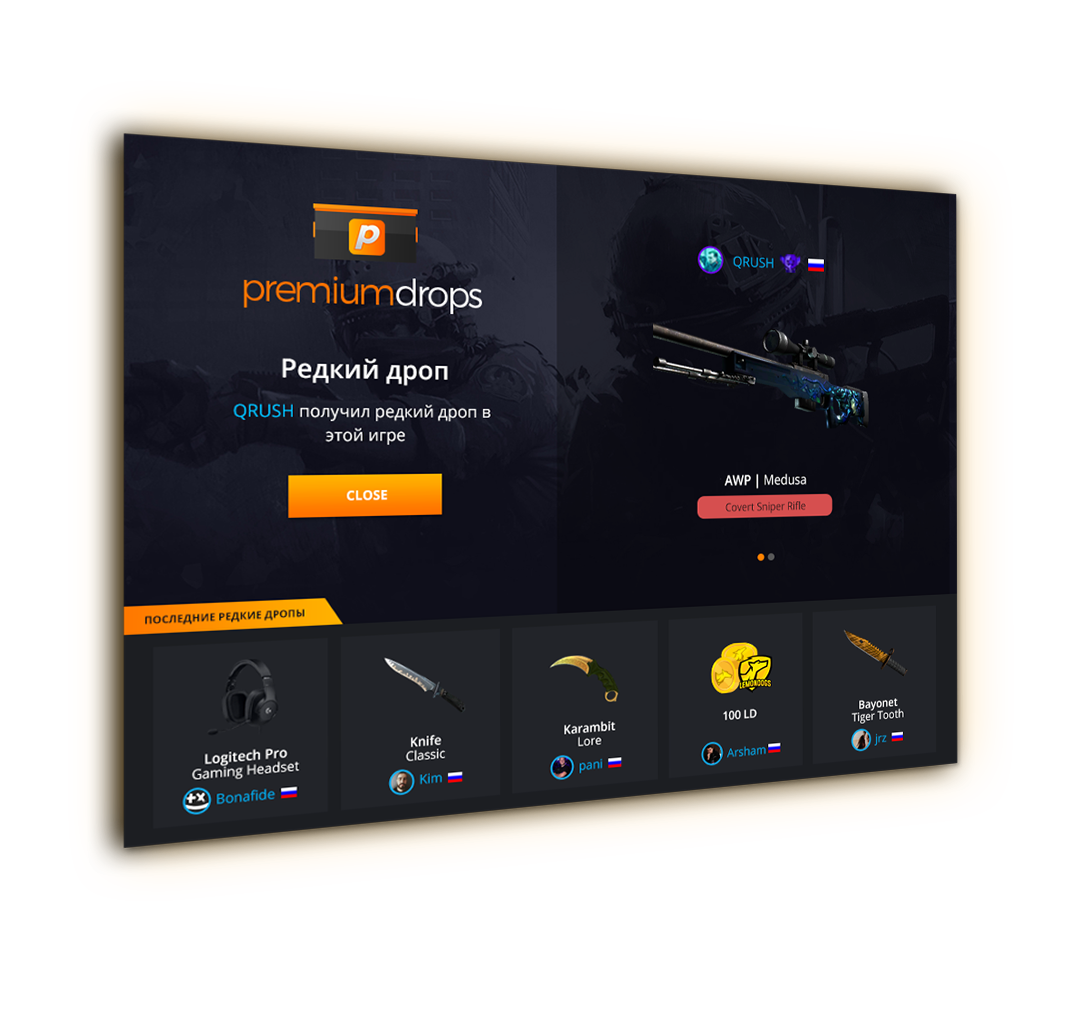 premiumdrops
Редкий дроп
QRUSH получил редкий дроп в
этой игре
CLOSE
QRUSH
AWP | Medusa
Covert Sniper Rifle
ПОСЛЕДНИЕ РЕДКИЕ ДРОПЫ
Logitech Pro
Gaming Headset
Bonafide
Knife
Classic
Kim
Karambit
Lore
pani
LEMONDOGS
100 LD
Arsham
Bayonet
Tiger Tooth
jrz